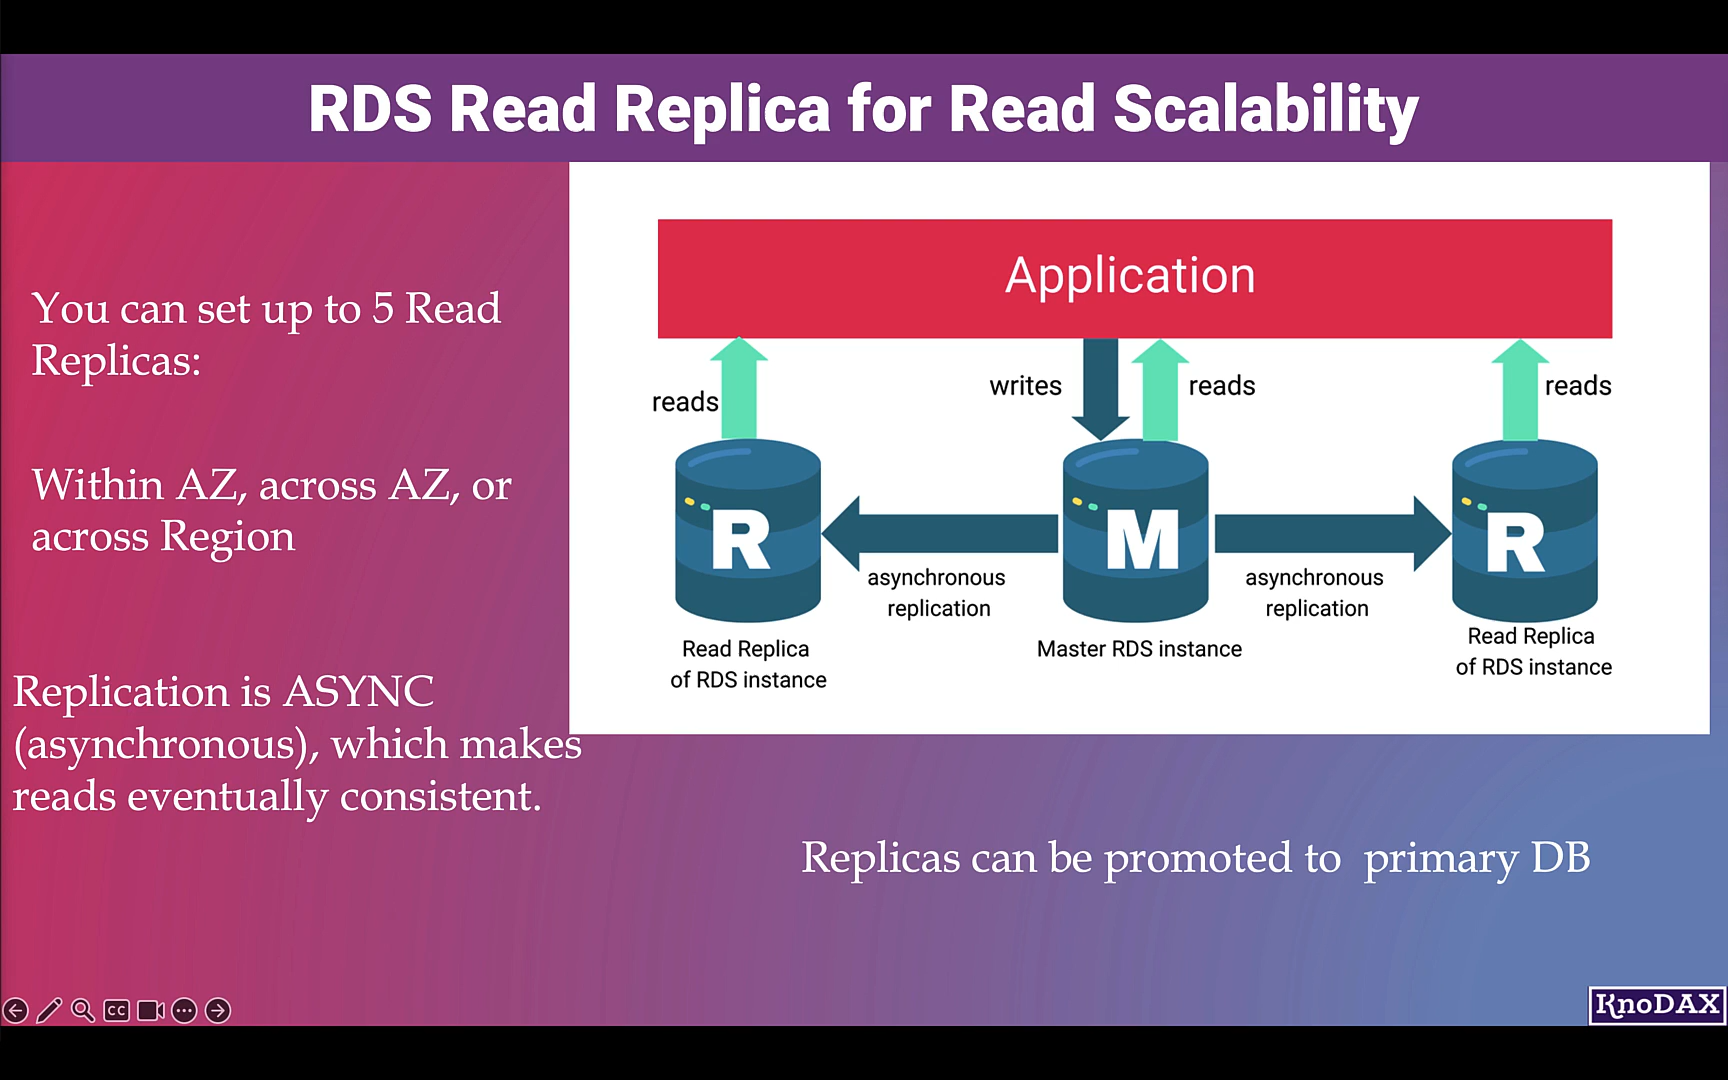 RDS Read Replica for Read Scalability
You can set up to 5 Read
Replicas:
Within AZ, across AZ, or
across Region
Replication is ASYNC
(asynchronous), which makes
reads eventually consistent.
Application
reads
writes
reads
reads
R
M
R
asynchronous
replication
asynchronous
replication
Read Replica
of RDS instance
Master RDS instance
Read Replica
of RDS instance
Replicas can be promoted to  primary DB
CC
KnoDAX